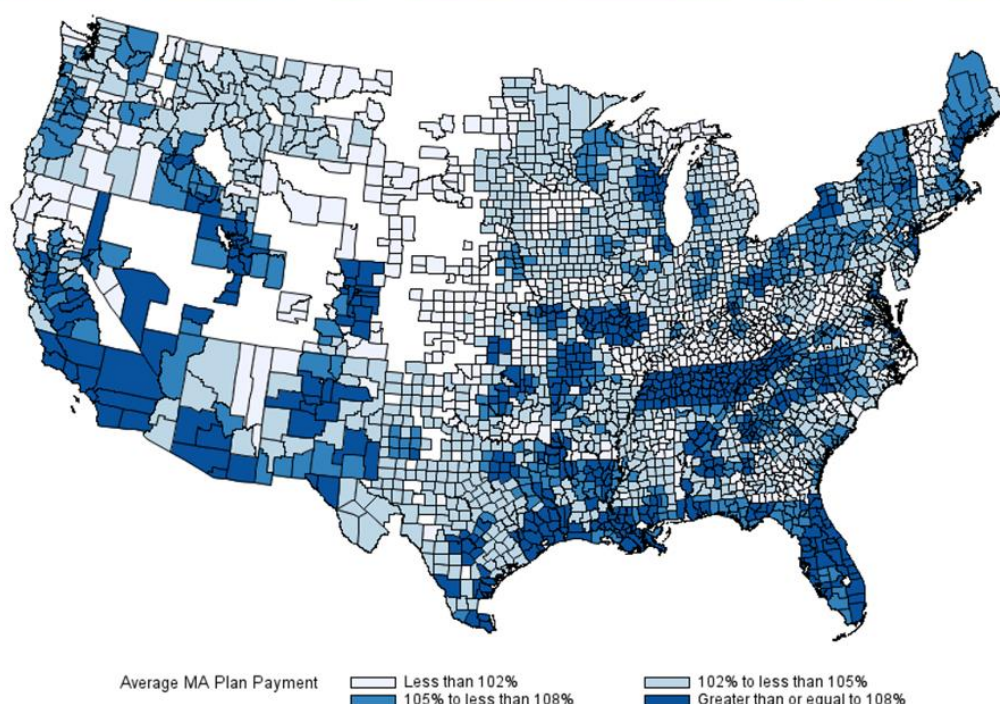 Average MA Plan Payment
Less than 102%
102% to less than 105%
105% to less than 108%
Greater than or equal to 108%